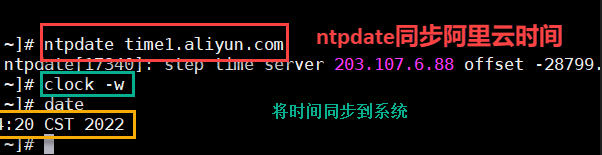 ~]# ntpdate time1.aliyun.com
ntpdate同步阿里云时间
ntpdate[17340]: step time server 203.107.6.88 offset -28799.
~]# clock -w
~]# date
将时间同步到系统
4:20 CST 2022
~]#